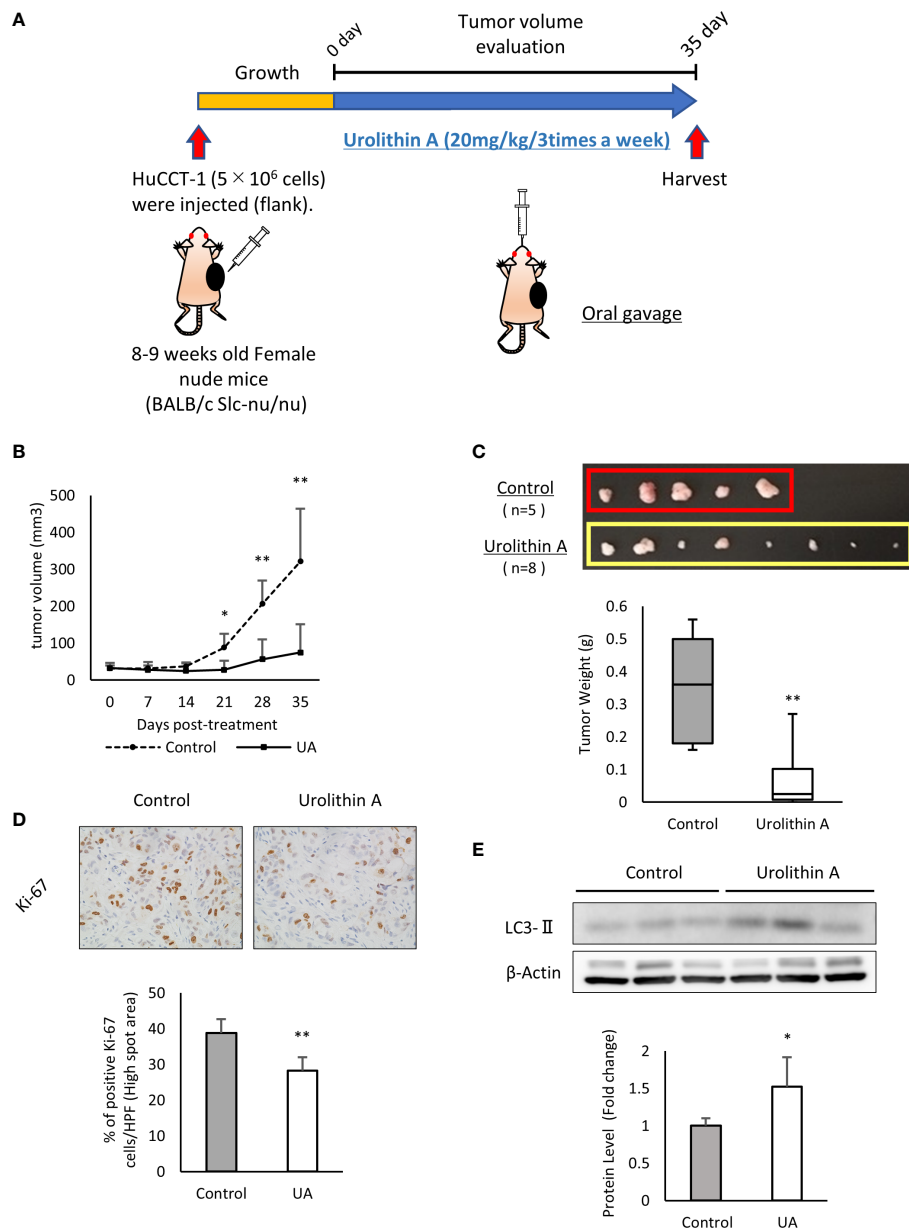 A
0 day
Tumor volume
evaluation
35 day
Growth
Urolithin A (20mg/kg/3times a week)
HuCCT-1 (5 × 10⁶ cells)
were injected (flank).
Harvest
Oral gavage
8-9 weeks old Female
nude mice
(BALB/c Slc-nu/nu)
B
tumor volume (mm3)
500
400
300
200
100
0
**
**
*
0 7 14 21 28 35
Days post-treatment
Control UA
C
Control
( n=5 )
Urolithin A
( n=8 )
Tumor Weight (g)
0.6
0.5
0.4
0.3
0.2
0.1
0
**
Control Urolithin A
D
Control Urolithin A
Ki-67
% of positive Ki-67
cells/HPF (High spot area)
50
40
30
20
10
0
**
Control UA
E
Control Urolithin A
LC3-Ⅱ
β-Actin
Protein Level (Fold change)
2
1.5
1
0.5
0
*
Control UA